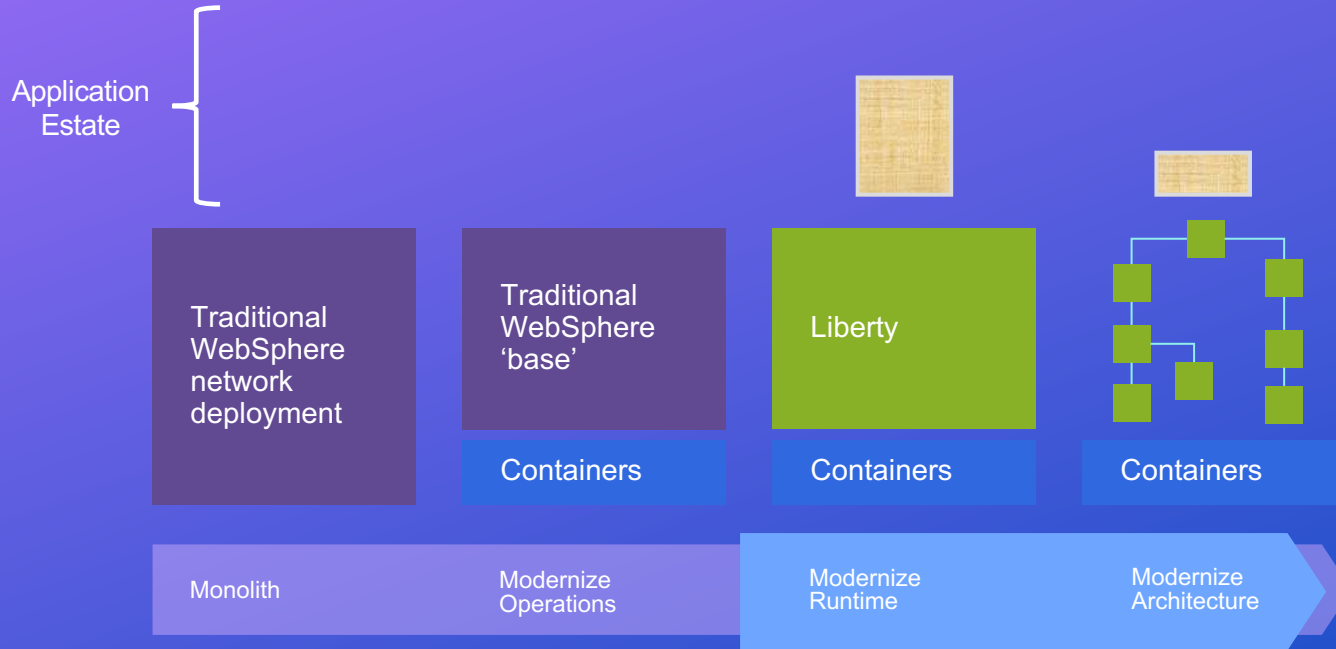 Application
Estate
Traditional
WebSphere
network
deployment
Traditional
WebSphere
‘base’
Liberty
Containers
Containers
Containers
Monolith
Modernize
Operations
Modernize
Runtime
Modernize
Architecture